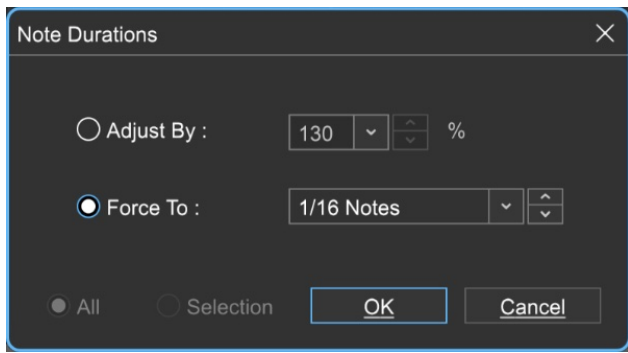 Note Durations
Adjust By : 130 %
Force To : 1/16 Notes
All Selection OK Cancel